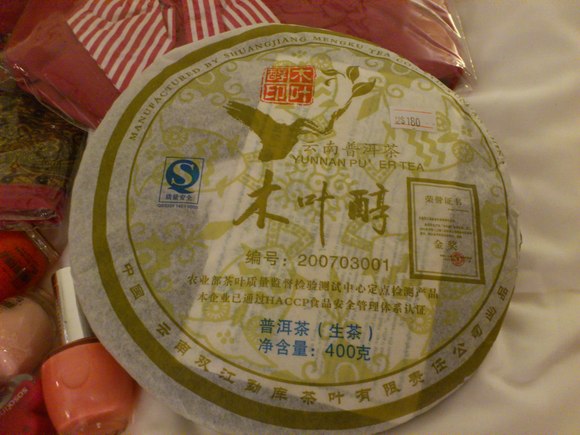 MANUFACTURED BY SHUANGJIANG MENGKU TEA CO
木叶
醇印
云南普洱茶
YUNNAN PU'ER TEA
180
质量安全
木叶醇
荣誉证书
金奖
编号：200703001
农业部茶叶质量监督检验测试中心定点检测产品
本企业已通过HACCP食品安全管理体系认证
普洱茶（生茶）
净含量：400克
中国 云南双江勐库茶叶有限责任公司出品